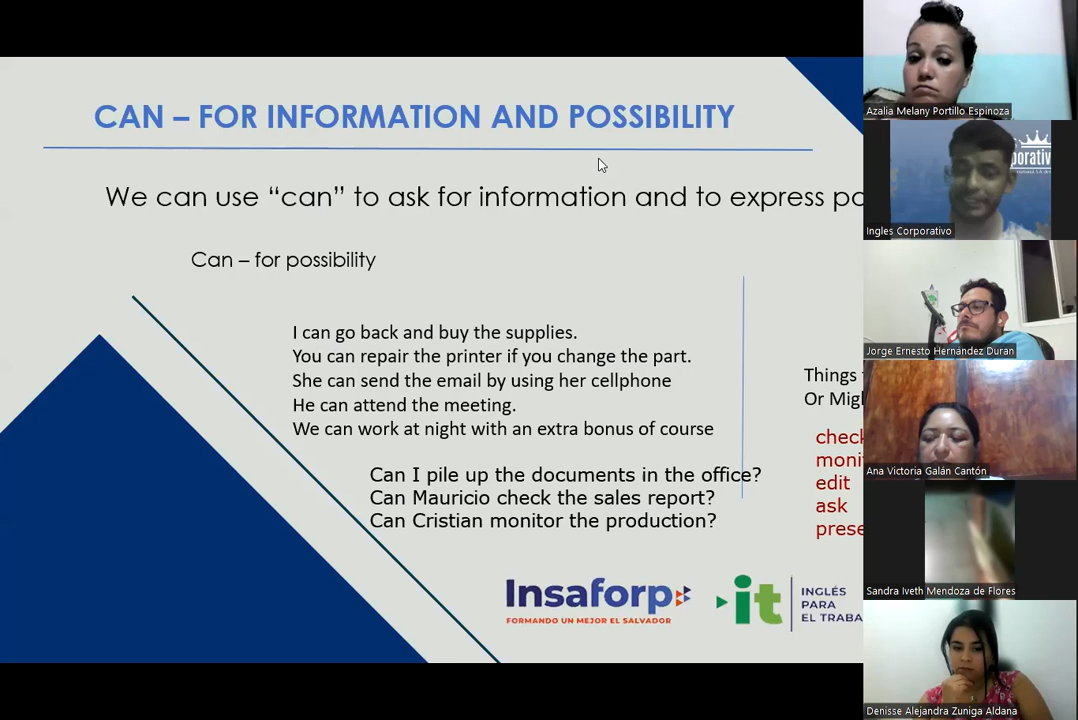 CAN – FOR INFORMATION AND POSSIBILITY
We can use “can” to ask for information and to express
Can – for possibility
I can go back and buy the supplies.
You can repair the printer if you change the part.
She can send the email by using her cellphone
He can attend the meeting.
We can work at night with an extra bonus of course
Can I pile up the documents in the office?
Can Mauricio check the sales report?
Can Cristian monitor the production?
Things
Or
check
edit
ask
Insaforp
FORMANDO UN MEJOR EL SALVADOR
it
INGLÉS
PARA
EL
Azalia Melany Portillo Espinoza
Ingles Corporativo
Jorge Ernesto Hernández Duran
Ana Victoria Galán Cantón
Sandra Iveth Mendoza de Flores
Denisse Alejandra Zuniga Aldana